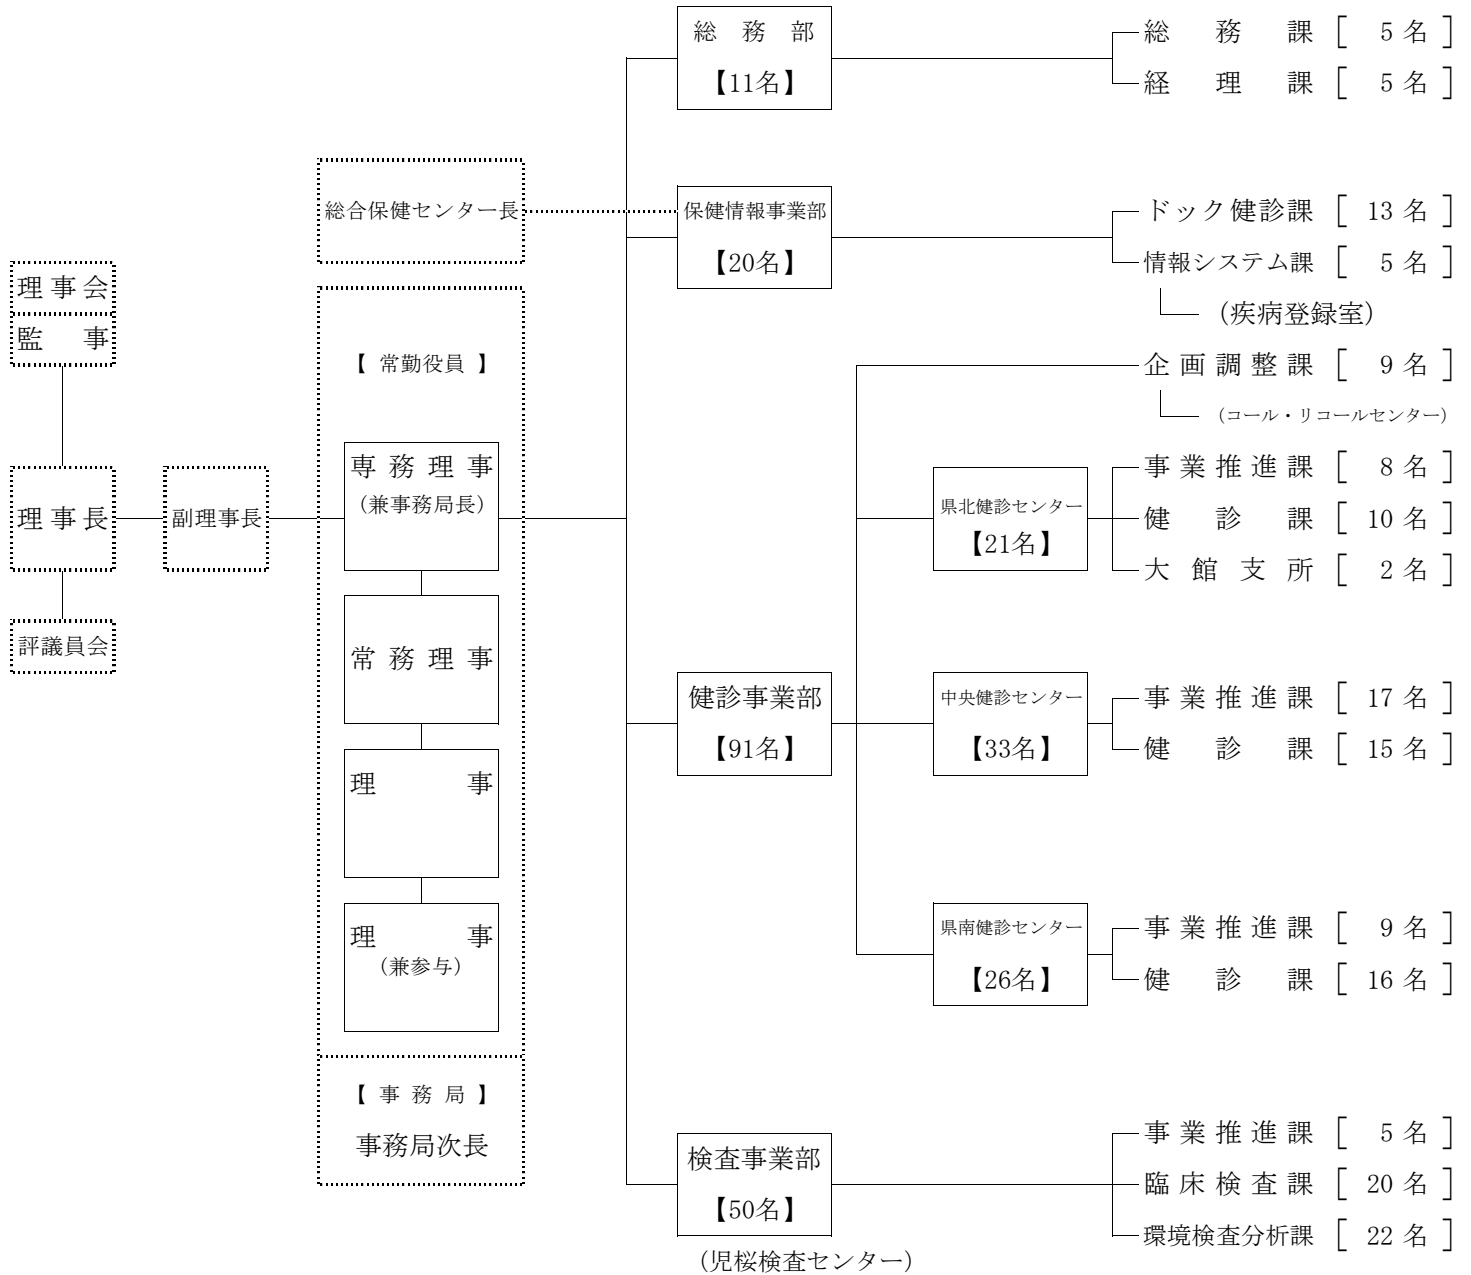 総務部
【11名】
総務課［ 5名 ］
経理課［ 5名 ］
総合保健センター長
保健情報事業部
【20名】
ドック健診課［ 13名 ］
情報システム課［ 5名 ］
（疾病登録室）
理事会
監事
理事長
評議員会
副理事長
【 常勤役員 】
専務理事
（兼事務局長）
常務理事
理事
理事
（兼参与）
【 事務局 】
事務局次長
健診事業部
【91名】
企画調整課［ 9名 ］
（コール・リコールセンター）
県北健診センター
【21名】
事業推進課［ 8名 ］
健診課［ 10名 ］
大館支所［ 2名 ］
中央健診センター
【33名】
事業推進課［ 17名 ］
健診課［ 15名 ］
県南健診センター
【26名】
事業推進課［ 9名 ］
健診課［ 16名 ］
検査事業部
【50名】
（児桜検査センター）
事業推進課［ 5名 ］
臨床検査課［ 20名 ］
環境検査分析課［ 22名 ］